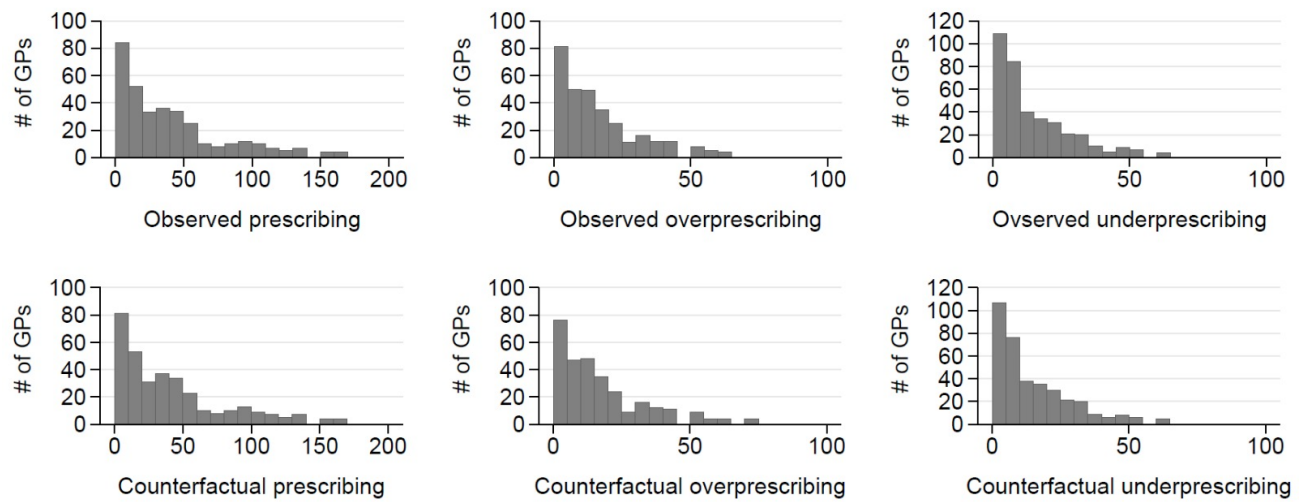 # of GPs
100
80
60
40
20
0
0 50 100 150 200
Observed prescribing
# of GPs
100
80
60
40
20
0
0 50 100
Observed overprescribing
# of GPs
120
100
80
60
40
20
0
0 50 100
Ovserved underprescribing
# of GPs
100
80
60
40
20
0
0 50 100 150 200
Counterfactual prescribing
# of GPs
100
80
60
40
20
0
0 50 100
Counterfactual overprescribing
# of GPs
120
100
80
60
40
20
0
0 50 100
Counterfactual underprescribing